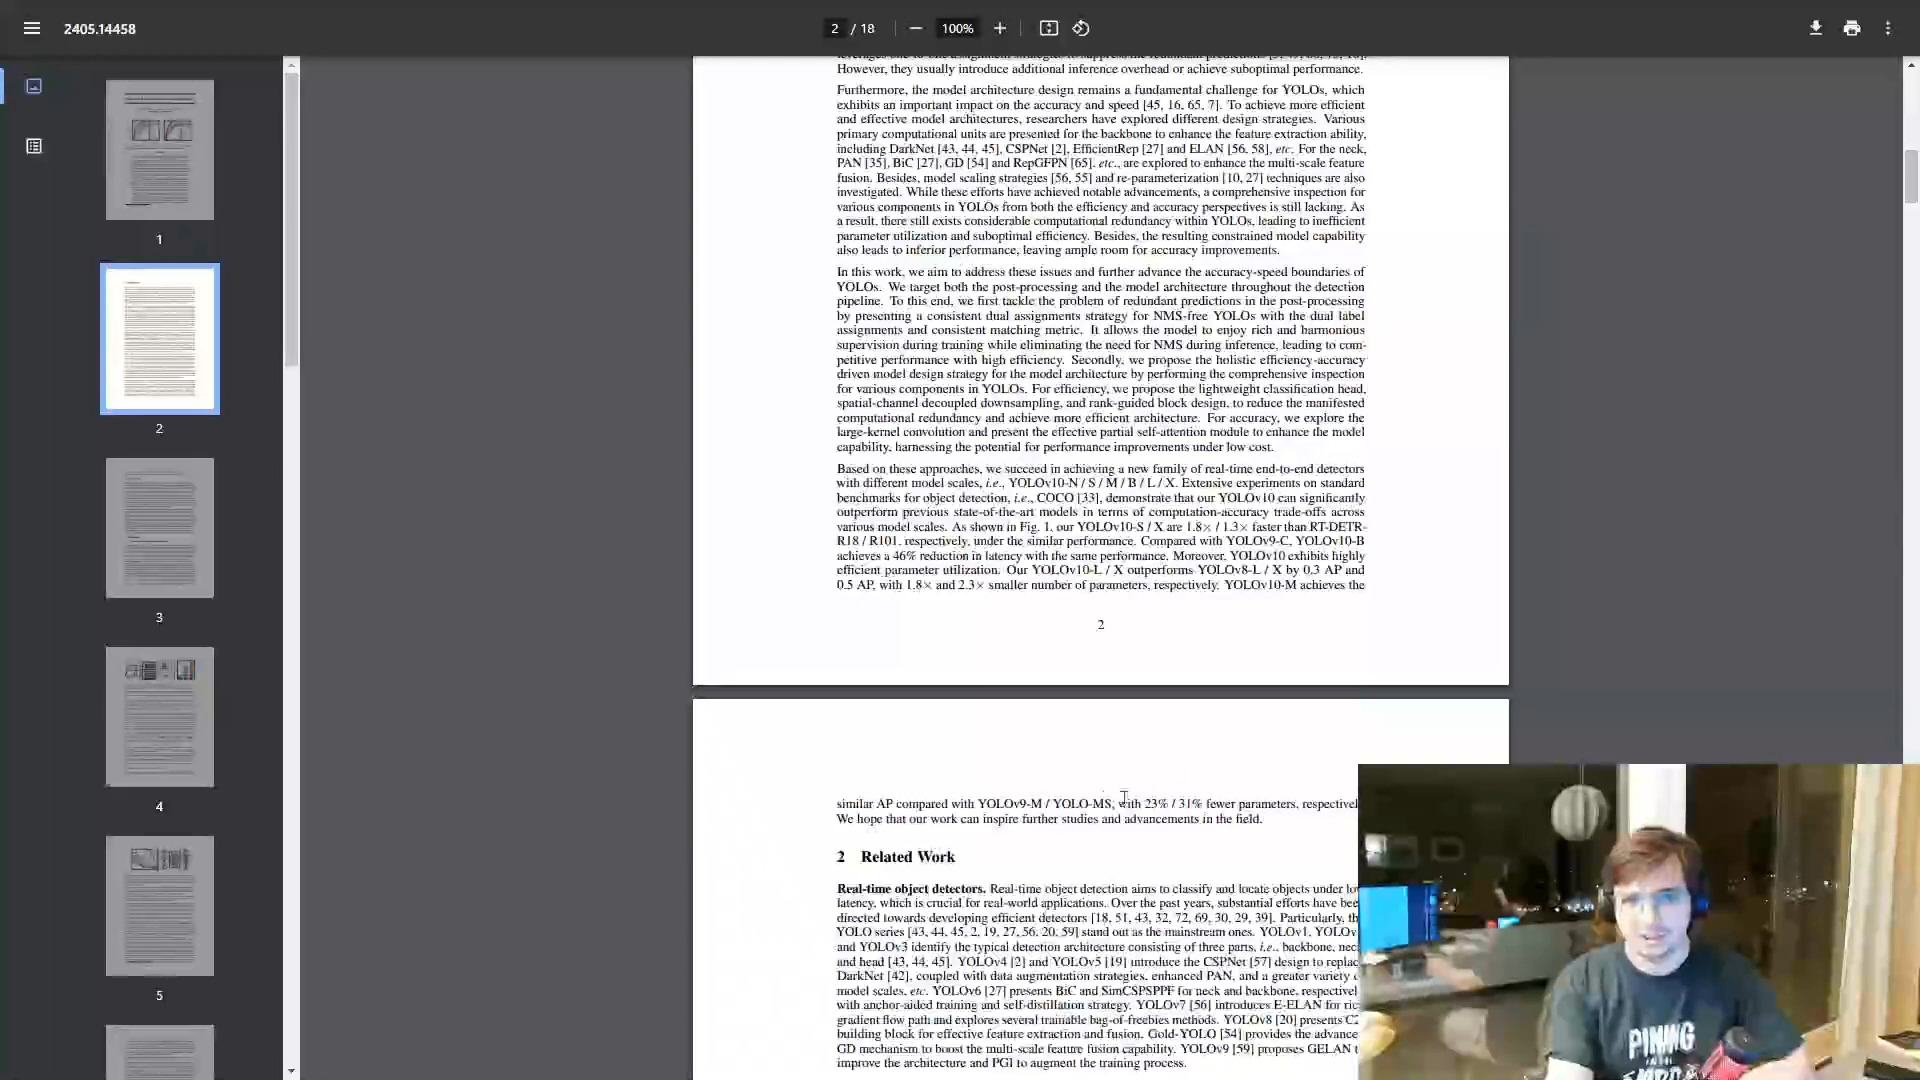 2405.14458
2 / 18
100%
1
2
3
4
5
However, they usually introduce additional inference overhead or achieve suboptimal performance.
Furthermore, the model architecture design remains a fundamental challenge for YOLOs, which
exhibits an important impact on the accuracy and speed [45, 16, 65, 7]. To achieve more efficient
and effective model architectures, researchers have explored different design strategies. Various
primary computational units are presented for the backbone to enhance the feature extraction ability,
including DarkNet [43, 44, 45], CSPNet [2], EfficientRep [27] and ELAN [56, 58], etc. For the neck,
PAN [35], BiC [27], GD [54] and RepGFPN [65], etc., are explored to enhance the multi-scale feature
fusion. Besides, model scaling strategies [56, 55] and re-parameterization [10, 27] techniques are also
investigated. While these efforts have achieved notable advancements, a comprehensive inspection for
various components in YOLOs from both the efficiency and accuracy perspectives is still lacking. As
a result, there still exists considerable computational redundancy within YOLOs, leading to inefficient
parameter utilization and suboptimal efficiency. Besides, the resulting constrained model capability
also leads to inferior performance, leaving ample room for accuracy improvements.
In this work, we aim to address these issues and further advance the accuracy-speed boundaries of
YOLOs. We target both the post-processing and the model architecture throughout the detection
pipeline. To this end, we first tackle the problem of redundant predictions in the post-processing
by presenting a consistent dual assignments strategy for NMS-free YOLOs with the dual label
assignments and consistent matching metric. It allows the model to enjoy rich and harmonious
supervision during training while eliminating the need for NMS during inference, leading to com-
petitive performance with high efficiency. Secondly, we propose the holistic efficiency-accuracy
driven model design strategy for the model architecture by performing the comprehensive inspection
for various components in YOLOs. For efficiency, we propose the lightweight classification head,
spatial-channel decoupled downsampling, and rank-guided block design, to reduce the manifested
computational redundancy and achieve more efficient architecture. For accuracy, we explore the
large-kernel convolution and present the effective partial self-attention module to enhance the model
capability, harnessing the potential for performance improvements under low cost.
Based on these approaches, we succeed in achieving a new family of real-time end-to-end detectors
with different model scales, i.e., YOLOv10-N / S / M / B / L / X. Extensive experiments on standard
benchmarks for object detection, i.e., COCO [33], demonstrate that our YOLOv10 can significantly
outperform previous state-of-the-art models in terms of computation-accuracy trade-offs across
various model scales. As shown in Fig. 1, our YOLOv10-S / X are 1.8× / 1.3× faster than RT-DETR-
R18 / R101, respectively, under the similar performance. Compared with YOLOv9-C, YOLOv10-B
achieves a 46% reduction in latency with the same performance. Moreover, YOLOv10 exhibits highly
efficient parameter utilization. Our YOLOv10-L / X outperforms YOLOv8-L / X by 0.3 AP and
0.5 AP, with 1.8× and 2.3× smaller number of parameters, respectively. YOLOv10-M achieves the
2
similar AP compared with YOLOv9-M / YOLO-MS, with 23% / 31% fewer parameters, respectivel
We hope that our work can inspire further studies and advancements in the field.
2 Related Work
Real-time object detectors. Real-time object detection aims to classify and locate objects under lo
latency, which is crucial for real-world applications. Over the past years, substantial efforts have bee
directed towards developing efficient detectors [18, 51, 43, 32, 72, 69, 30, 29, 39]. Particularly, th
YOLO series [43, 44, 45, 2, 19, 27, 56, 20, 59] stand out as the mainstream ones. YOLOv1, YOLOv
and YOLOv3 identify the typical detection architecture consisting of three parts, i.e., backbone, nec
and head [43, 44, 45]. YOLOv4 [2] and YOLOv5 [19] introduce the CSPNet [57] design to replac
DarkNet [42], coupled with data augmentation strategies, enhanced PAN, and a greater variety o
model scales, etc. YOLOv6 [27] presents BiC and SimCSPSPPF for neck and backbone, respectivel
with anchor-aided training and self-distillation strategy. YOLOv7 [56] introduces E-ELAN for ric
gradient flow path and explores several trainable bag-of-freebies methods. YOLOv8 [20] presents C2
building block for effective feature extraction and fusion. Gold-YOLO [54] provides the advance
GD mechanism to boost the multi-scale feature fusion capability. YOLOv9 [59] proposes GELAN t
improve the architecture and PGI to augment the training process.
PINING